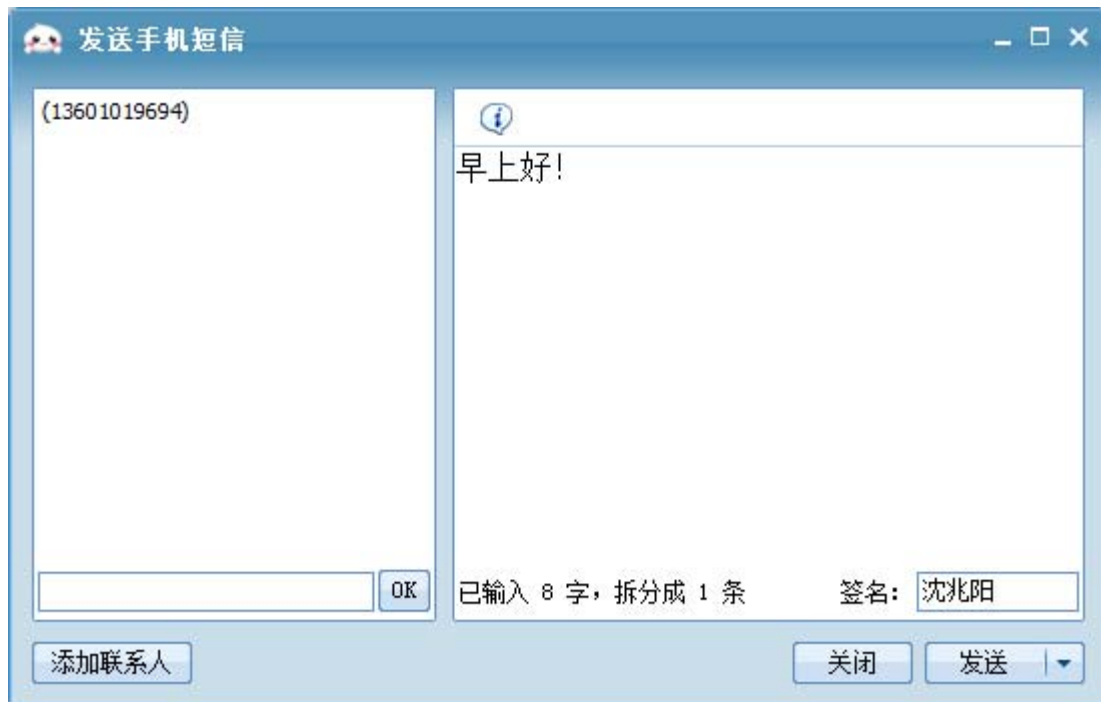 发送手机短信
(13601019694)
早上好!
OK
已输入 8 字，拆分成 1 条
签名：
沈兆阳
添加联系人
关闭
发送